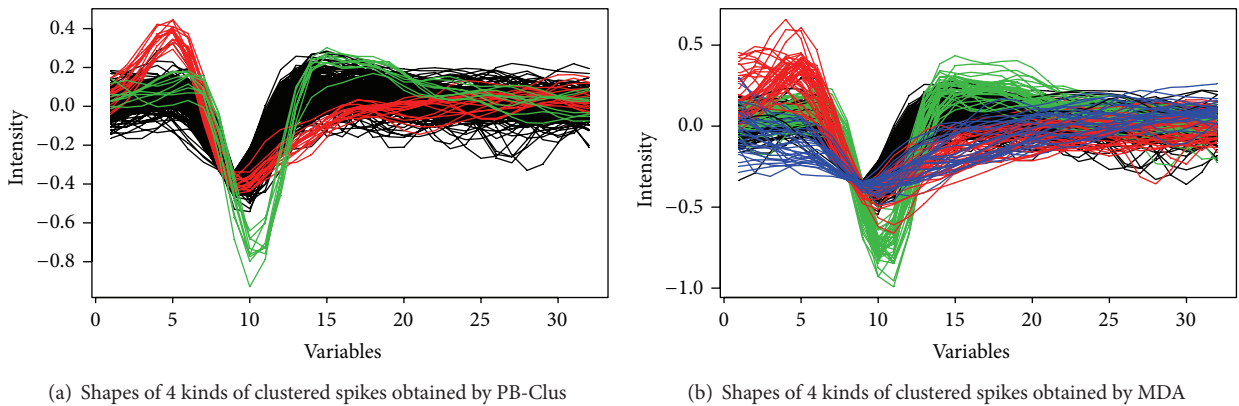 0.4
0.2
0.0
−0.2
−0.4
−0.6
−0.8
Intensity
0 5 10 15 20 25 30
Variables
(a) Shapes of 4 kinds of clustered spikes obtained by PB-Clus
0.5
0.0
−0.5
−1.0
Intensity
0 5 10 15 20 25 30
Variables
(b) Shapes of 4 kinds of clustered spikes obtained by MDA